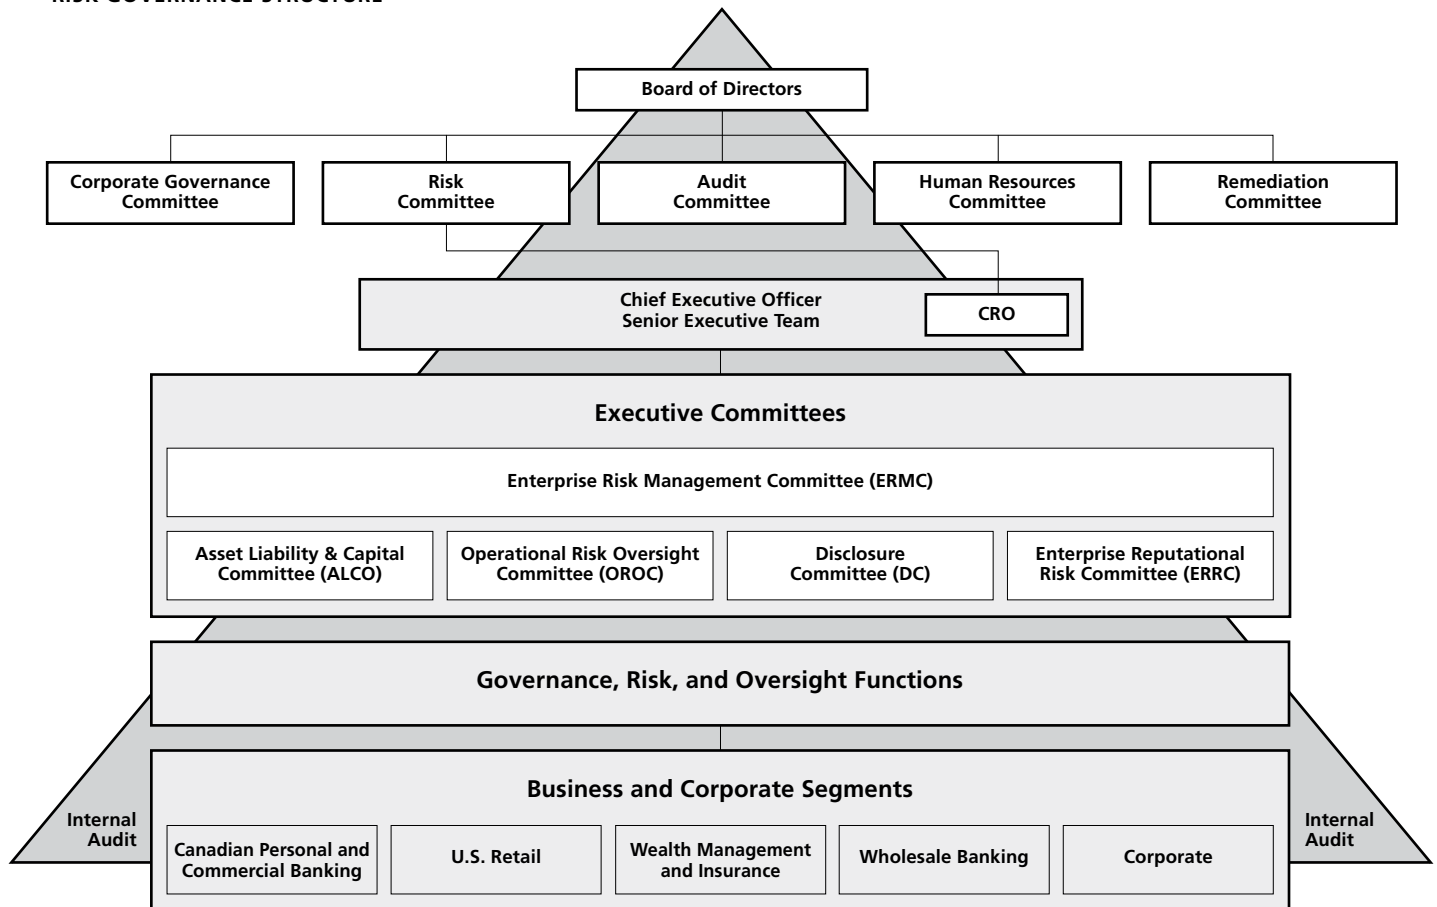 RISK GOVERNANCE STRUCTURE
Board of Directors
Corporate Governance
Committee
Risk
Committee
Audit
Committee
Human Resources
Committee
Remediation
Committee
Chief Executive Officer
Senior Executive Team
CRO
Executive Committees
Enterprise Risk Management Committee (ERMC)
Asset Liability & Capital
Committee (ALCO)
Operational Risk Oversight
Committee (OROC)
Disclosure
Committee (DC)
Enterprise Reputational
Risk Committee (ERRC)
Governance, Risk, and Oversight Functions
Business and Corporate Segments
Internal
Audit
Canadian Personal and
Commercial Banking
U.S. Retail
Wealth Management
and Insurance
Wholesale Banking
Corporate
Internal
Audit